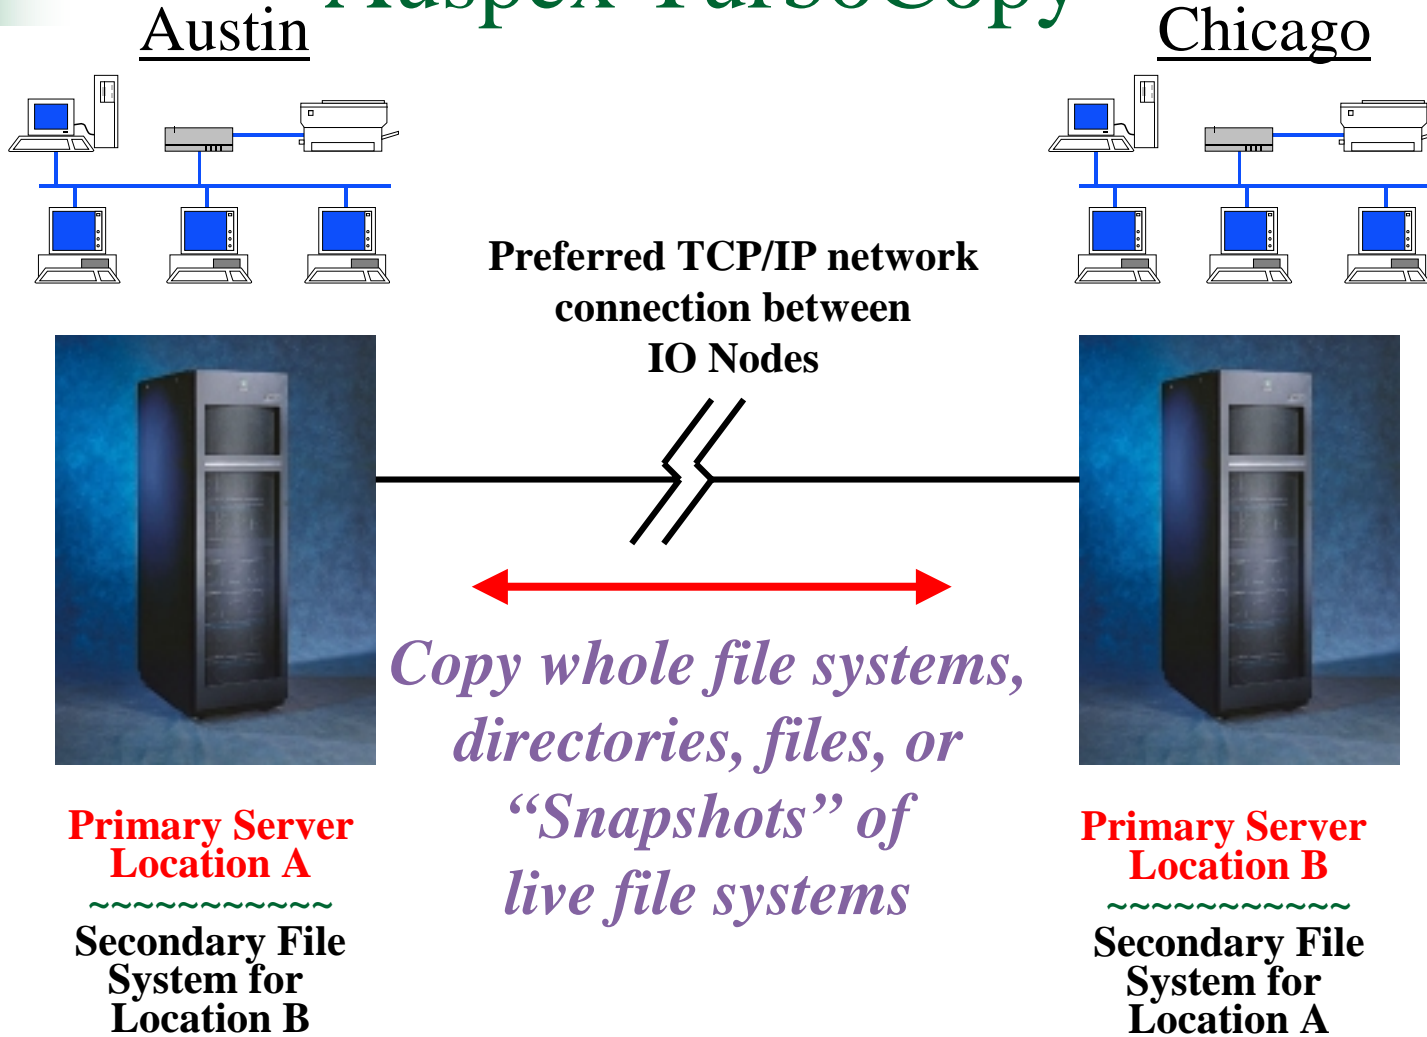 Auspex TurboCopy
Austin
Chicago
Preferred TCP/IP network
connection between
IO Nodes
Copy whole file systems,
directories, files, or
“Snapshots” of
live file systems
Primary Server
Location A
~~~~~~~~~~~
Secondary File
System for
Location B
Primary Server
Location B
~~~~~~~~~~~
Secondary File
System for
Location A